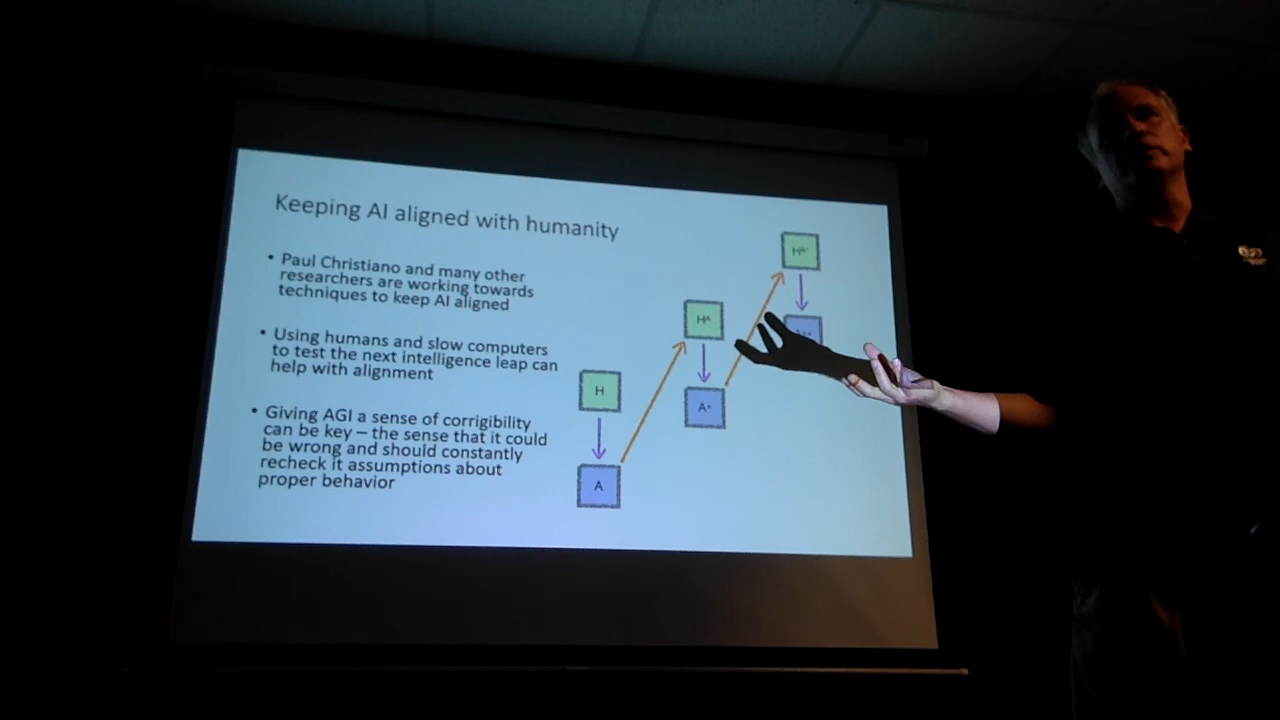 Keeping AI aligned with humanity
• Paul Christiano and many other
researchers are working towards
techniques to keep AI aligned
• Using humans and slow computers
to test the next intelligence leap can
help with alignment
• Giving AGI a sense of corrigibility
can be key – the sense that it could
be wrong and should constantly
recheck it assumptions about
proper behavior
H
A
Hᴬ
A⁺